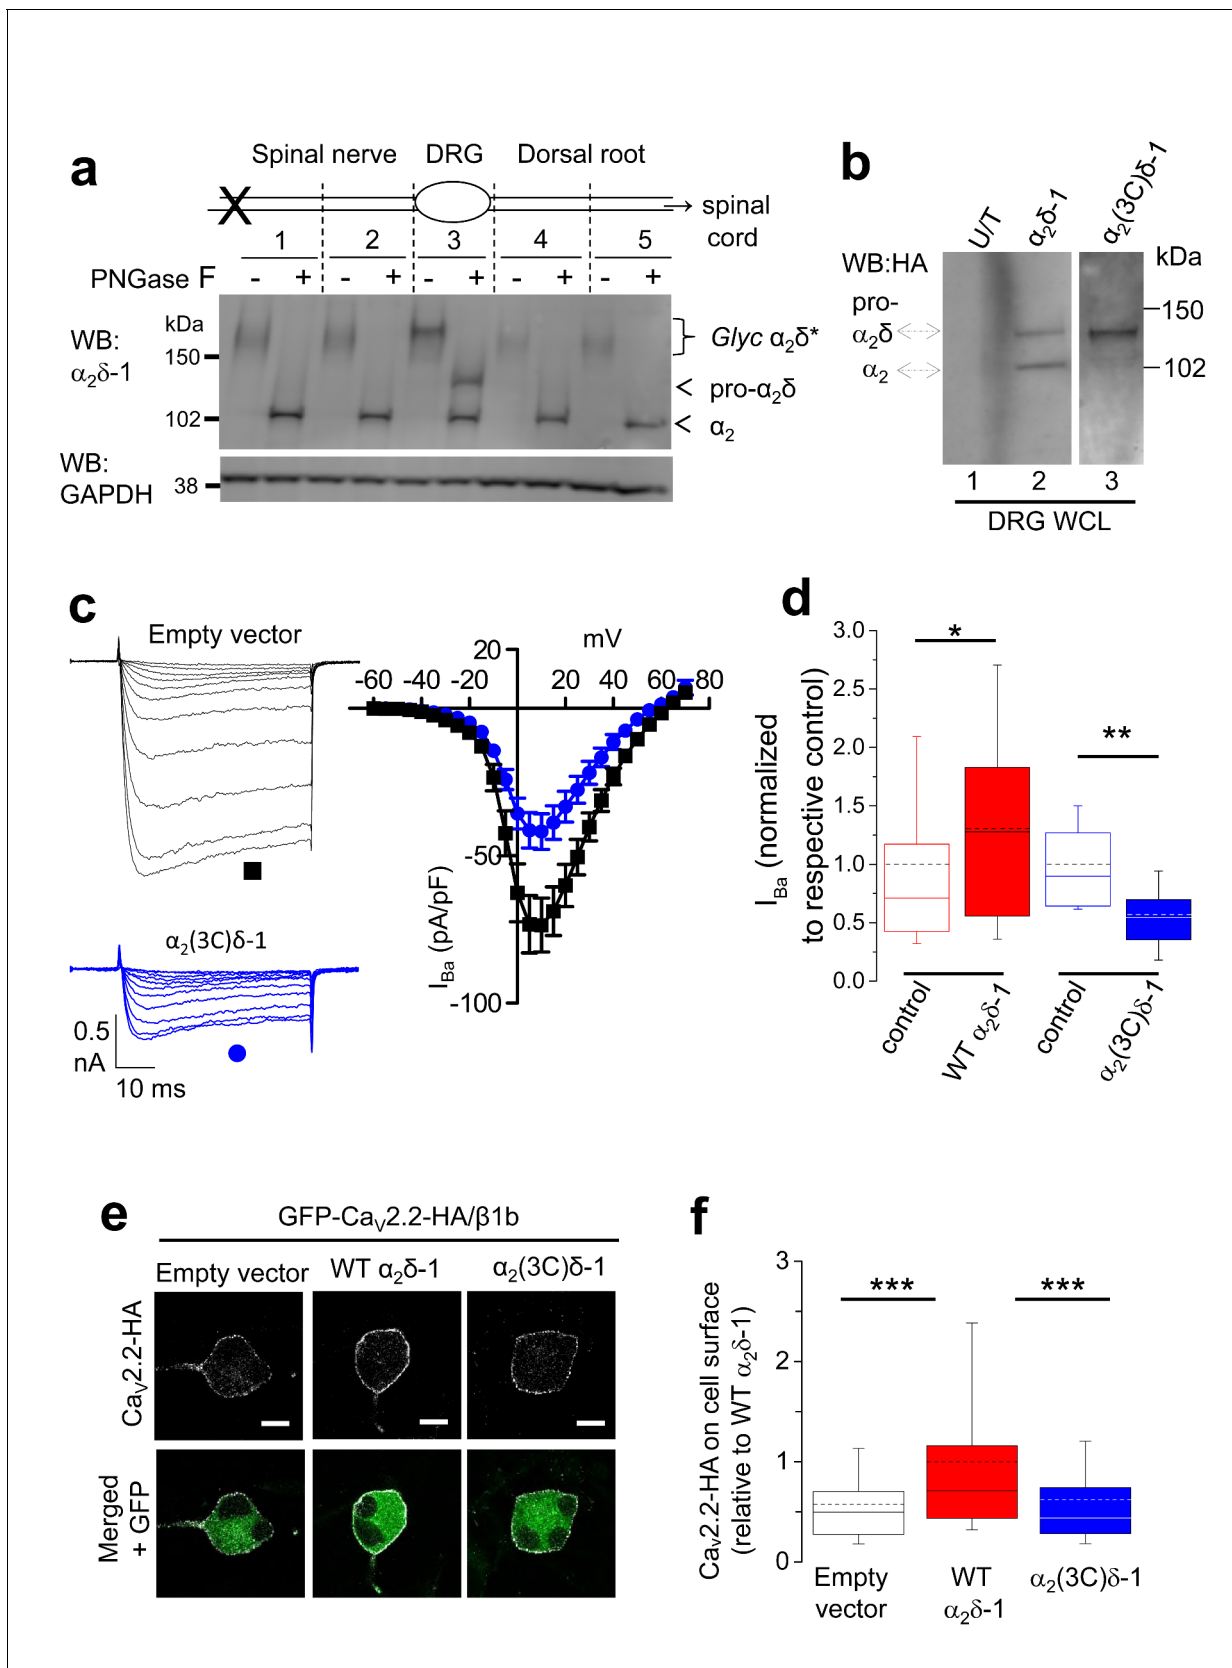 a
Spinal nerve DRG Dorsal root
X
→ spinal
cord
1 2 3 4 5
PNGase F - + - + - + - + - +
WB:
α2δ-1
kDa
150
102
Glyc α2δ*
< pro-α2δ
< α2
WB:
GAPDH
38
b
U/T α2δ-1 α2(3C)δ-1
WB:HA
kDa
pro-
α2δ
α2
150
102
1 2 3
DRG WCL
c
Empty vector
α2(3C)δ-1
0.5
nA
10 ms
mV
20
-60 -40 -20 20 40 60 80
-50
-100
IBa (pA/pF)
d
IBa (normalized
to respective control)
3.0
2.5
2.0
1.5
1.0
0.5
0.0
* **
control WT α2δ-1 control α2(3C)δ-1
e
GFP-CaV2.2-HA/β1b
Empty vector WT α2δ-1 α2(3C)δ-1
CaV2.2-HA
Merged
+ GFP
f
CaV2.2-HA on cell surface
(relative to WT α2δ-1)
3
2
1
0
*** ***
Empty
vector
WT
α2δ-1
α2(3C)δ-1